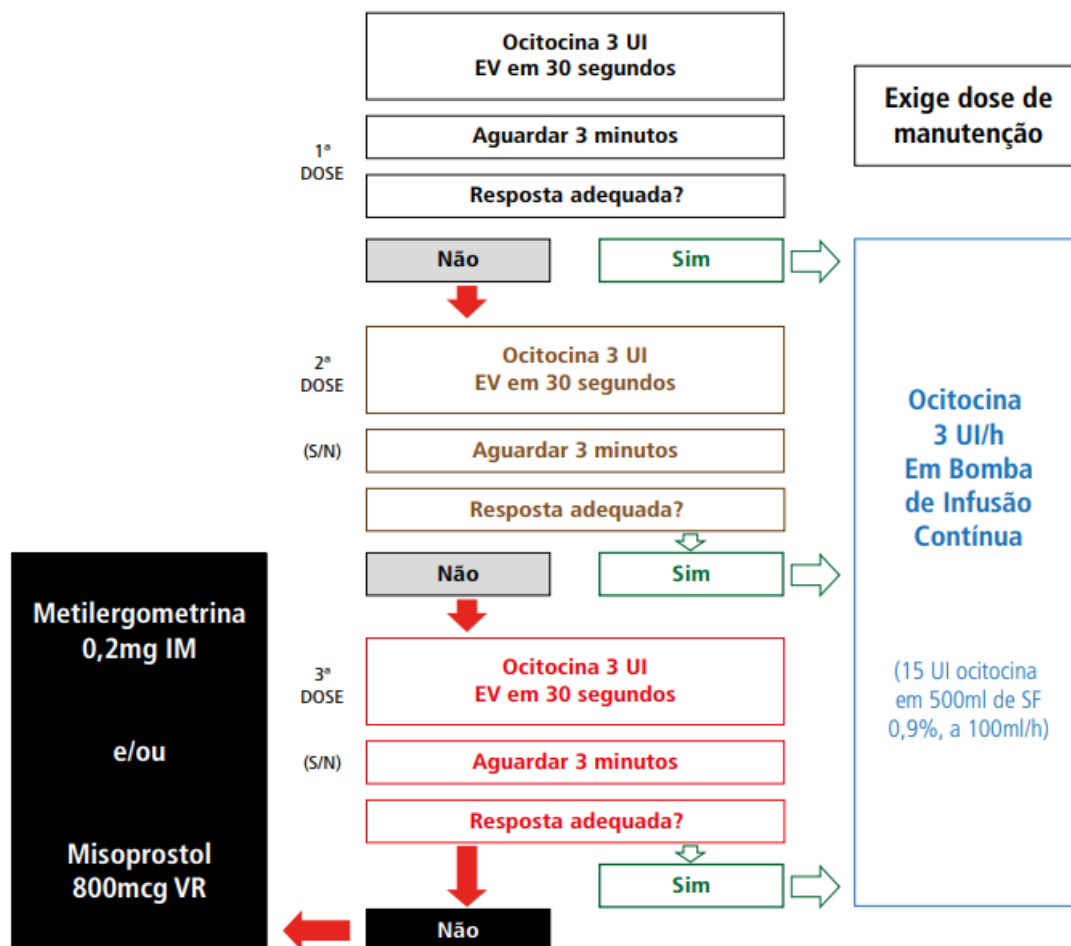 Ocitocina 3 UI
EV em 30 segundos
Exige dose de
manutenção
1ª
DOSE
Aguardar 3 minutos
Resposta adequada?
Não
Sim
2ª
DOSE
Ocitocina 3 UI
EV em 30 segundos
(S/N)
Aguardar 3 minutos
Resposta adequada?
Não
Sim
Ocitocina
3 UI/h
Em Bomba
de Infusão
Contínua
(15 UI ocitocina
em 500ml de SF
0,9%, a 100ml/h)
3ª
DOSE
Ocitocina 3 UI
EV em 30 segundos
(S/N)
Aguardar 3 minutos
Resposta adequada?
Sim
Não
Metilergometrina
0,2mg IM
e/ou
Misoprostol
800mcg VR